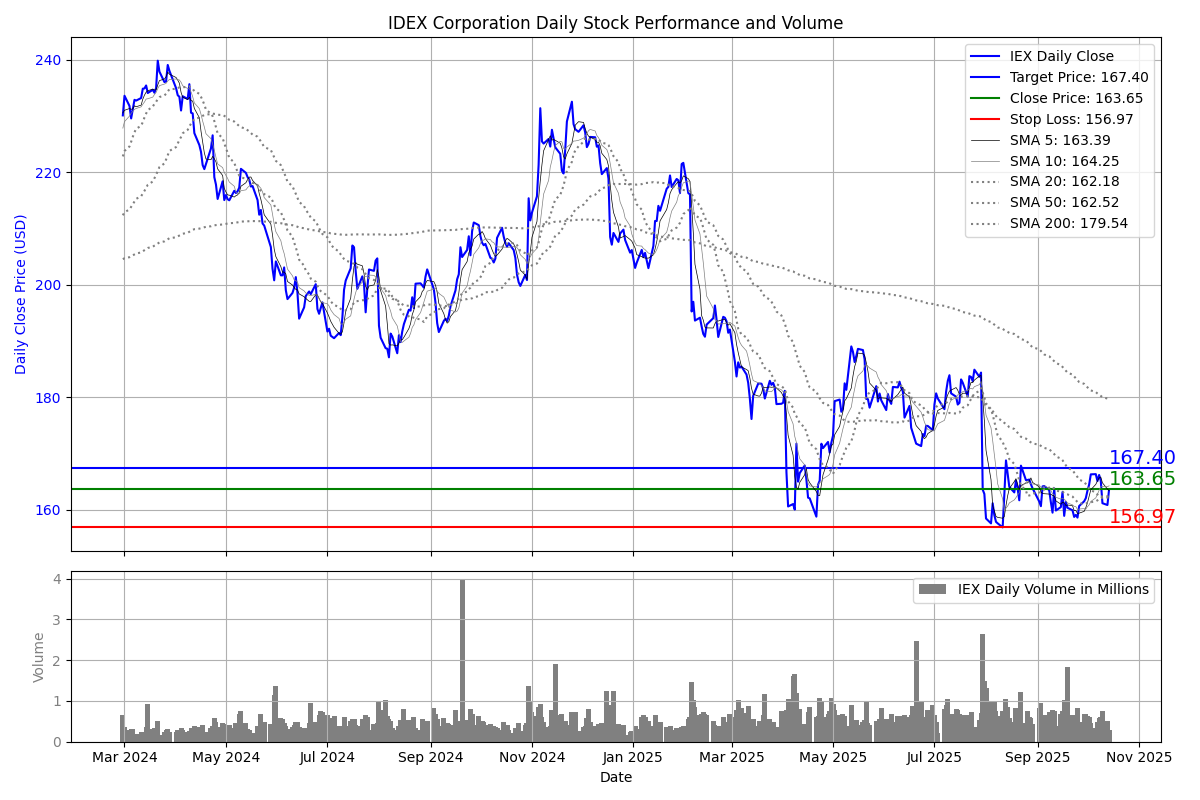 IDEX Corporation Daily Stock Performance and Volume
IEX Daily Close
Target Price: 167.40
Close Price: 163.65
Stop Loss: 156.97
SMA 5: 163.39
SMA 10: 164.25
SMA 20: 162.18
SMA 50: 162.52
SMA 200: 179.54
Daily Close Price (USD)
240
220
200
180
160
167.40
163.65
156.97
IEX Daily Volume in Millions
Volume
4
3
2
1
0
Mar 2024 May 2024 Jul 2024 Sep 2024 Nov 2024 Jan 2025 Mar 2025 May 2025 Jul 2025 Sep 2025 Nov 2025
Date